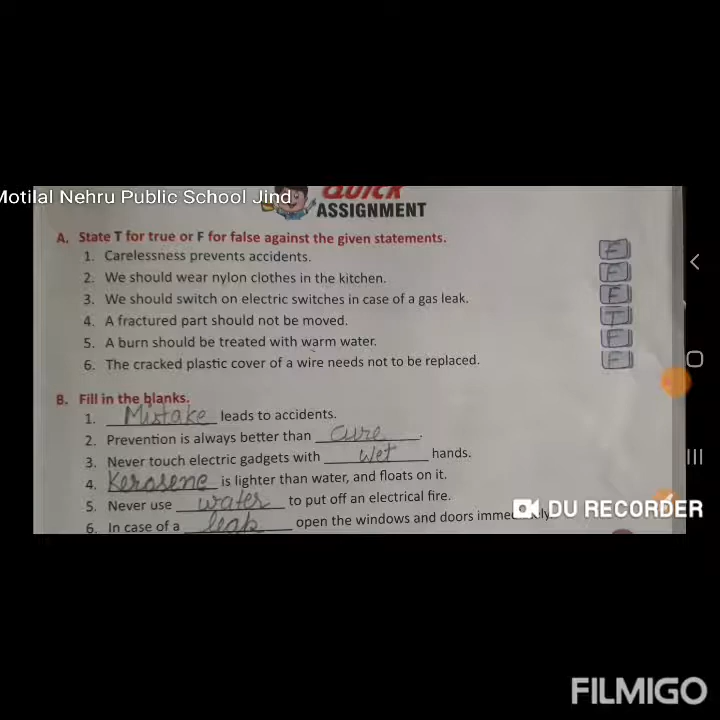 Motilal Nehru Public School Jind
QUICK
ASSIGNMENT
A. State T for true or F for false against the given statements.
1. Carelessness prevents accidents. F
2. We should wear nylon clothes in the kitchen. F
3. We should switch on electric switches in case of a gas leak. F
4. A fractured part should not be moved. T
5. A burn should be treated with warm water. F
6. The cracked plastic cover of a wire needs not to be replaced. F
B. Fill in the blanks.
1. Mistake leads to accidents.
2. Prevention is always better than cure.
3. Never touch electric gadgets with wet hands.
4. Kerosene is lighter than water, and floats on it.
5. Never use water to put off an electrical fire.
6. In case of a leak open the windows and doors
DU RECORDER
FILMIGO